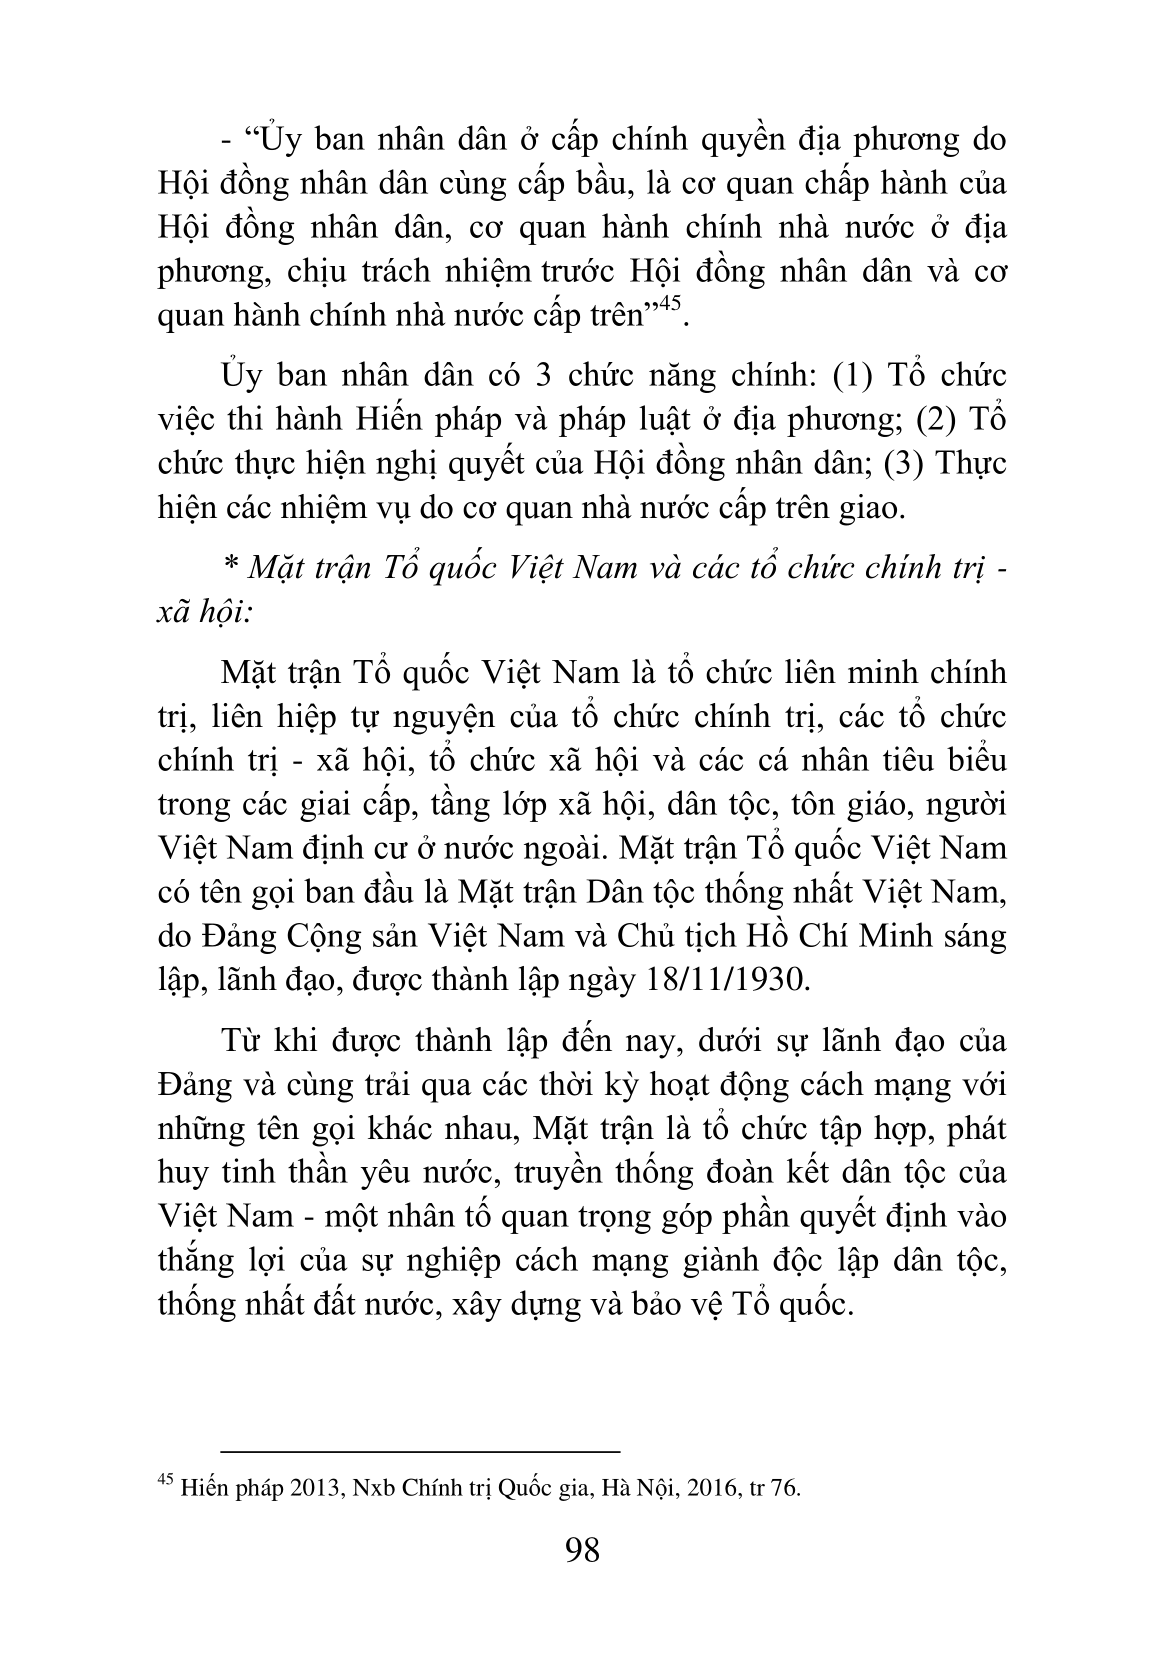 - “Ủy ban nhân dân ở cấp chính quyền địa phương do
Hội đồng nhân dân cùng cấp bầu, là cơ quan chấp hành của
Hội đồng nhân dân, cơ quan hành chính nhà nước ở địa
phương, chịu trách nhiệm trước Hội đồng nhân dân và cơ
quan hành chính nhà nước cấp trên”45.
Ủy ban nhân dân có 3 chức năng chính: (1) Tổ chức
việc thi hành Hiến pháp và pháp luật ở địa phương; (2) Tổ
chức thực hiện nghị quyết của Hội đồng nhân dân; (3) Thực
hiện các nhiệm vụ do cơ quan nhà nước cấp trên giao.
* Mặt trận Tổ quốc Việt Nam và các tổ chức chính trị -
xã hội:
Mặt trận Tổ quốc Việt Nam là tổ chức liên minh chính
trị, liên hiệp tự nguyện của tổ chức chính trị, các tổ chức
chính trị - xã hội, tổ chức xã hội và các cá nhân tiêu biểu
trong các giai cấp, tầng lớp xã hội, dân tộc, tôn giáo, người
Việt Nam định cư ở nước ngoài. Mặt trận Tổ quốc Việt Nam
có tên gọi ban đầu là Mặt trận Dân tộc thống nhất Việt Nam,
do Đảng Cộng sản Việt Nam và Chủ tịch Hồ Chí Minh sáng
lập, lãnh đạo, được thành lập ngày 18/11/1930.
Từ khi được thành lập đến nay, dưới sự lãnh đạo của
Đảng và cùng trải qua các thời kỳ hoạt động cách mạng với
những tên gọi khác nhau, Mặt trận là tổ chức tập hợp, phát
huy tinh thần yêu nước, truyền thống đoàn kết dân tộc của
Việt Nam - một nhân tố quan trọng góp phần quyết định vào
thắng lợi của sự nghiệp cách mạng giành độc lập dân tộc,
thống nhất đất nước, xây dựng và bảo vệ Tổ quốc.
45 Hiến pháp 2013, Nxb Chính trị Quốc gia, Hà Nội, 2016, tr 76.
98